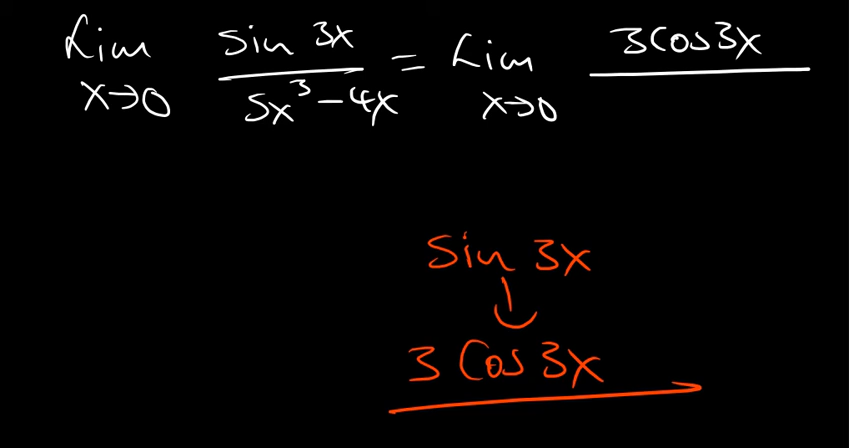 Lim x→0 sin 3x / 5x³ − 4x = Lim x→0 3Cos3x /
Sin 3x
3 Cos 3x